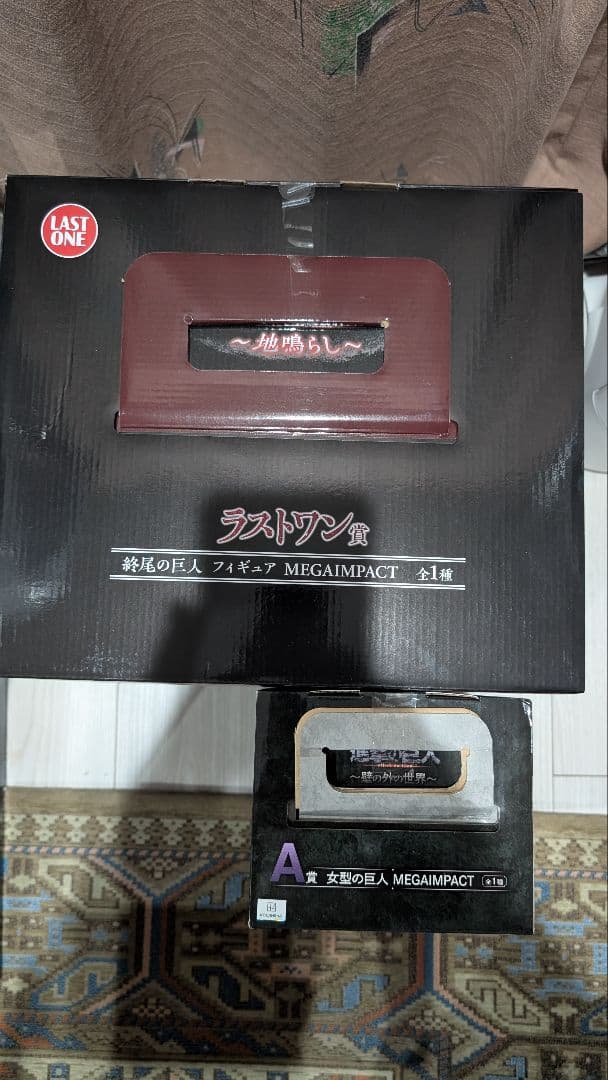 LAST
ONE
～地鳴らし～
ラストワン賞
終尾の巨人 フィギュア MEGAIMPACT 全1種
進撃の巨人
～壁の外の世界～
A賞 女型の巨人 MEGAIMPACT 全1種